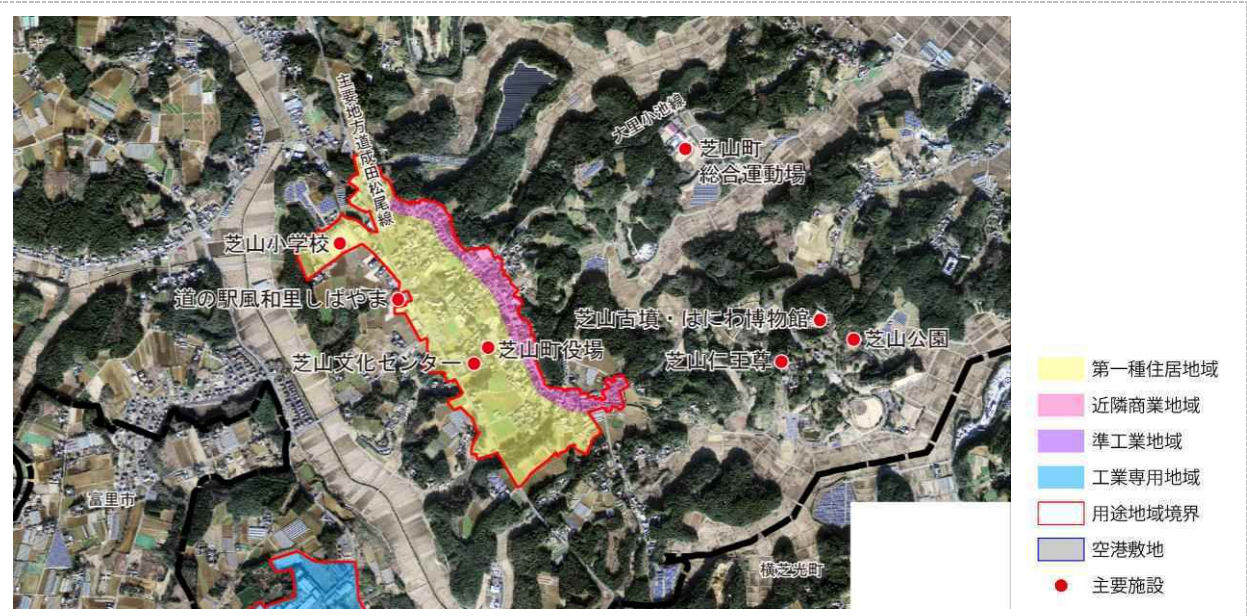 主要地方道成田松尾線
大里小池線
芝山町
総合運動場
芝山小学校
道の駅風和里しばやま
芝山古墳・はにわ博物館
芝山公園
芝山町役場
芝山文化センター
芝山仁王尊
富里市
横芝光町
第一種住居地域
近隣商業地域
準工業地域
工業専用地域
用途地域境界
空港敷地
主要施設